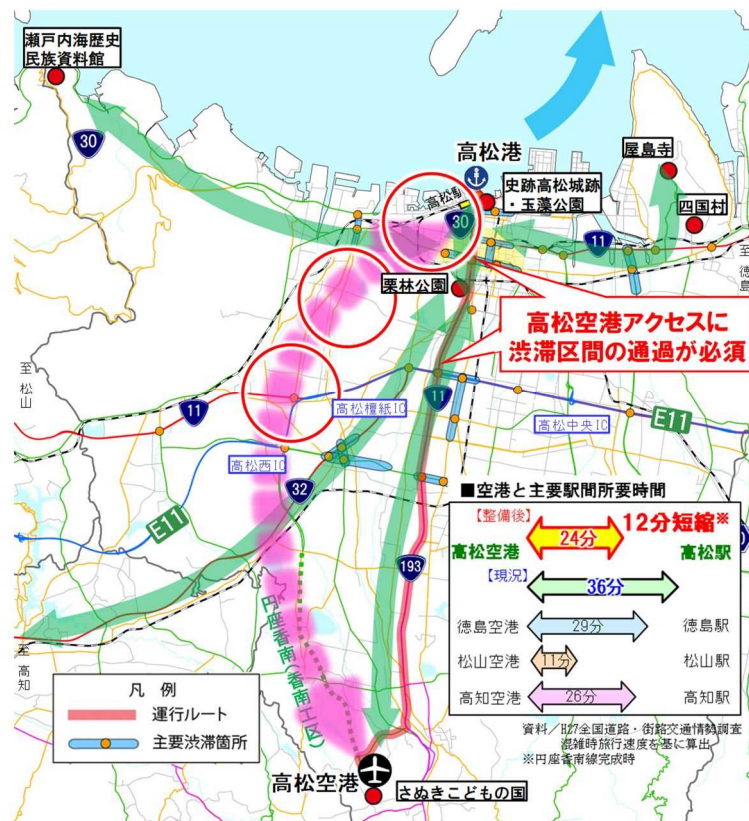 瀬戸内海歴史
民族資料館
30
高松港
屋島寺
史跡高松城跡
・玉藻公園
四国村
高松駅
30
11
至
徳
島
栗林公園
高松空港アクセスに
渋滞区間の通過が必須
至
松
山
11
高松檀紙IC
11
高松中央IC
E11
高松西IC
32
E11
193
円座香南(香南工区)
至
高
知
■空港と主要駅間所要時間
【整備後】
12分短縮※
高松空港
24分
高松駅
【現況】
36分
徳島空港
29分
徳島駅
松山空港
11分
松山駅
高知空港
26分
高知駅
資料/H27全国道路・街路交通情勢調査
混雑時旅行速度を基に算出
※円座香南線完成時
凡 例
運行ルート
主要渋滞箇所
高松空港
さぬきこどもの国